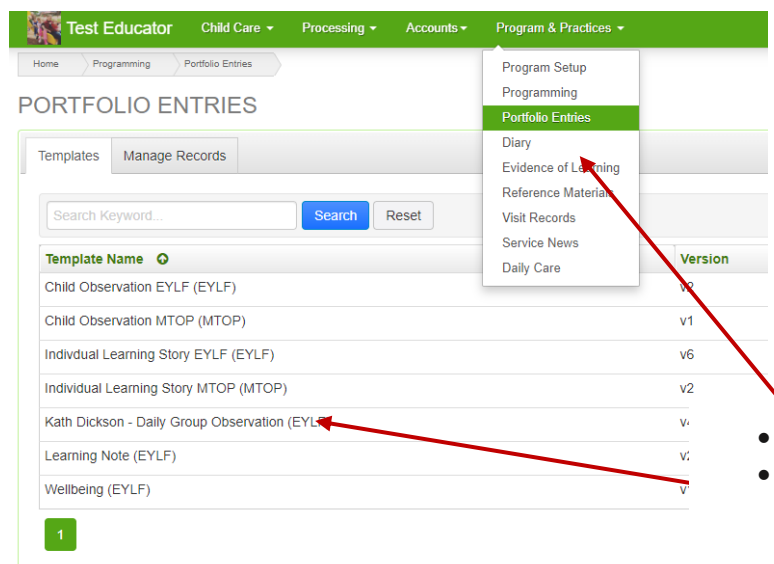 Test Educator Child Care Processing Accounts Program & Practices
Home Programming Portfolio Entries
Program Setup
Programming
Portfolio Entries
Diary
Evidence of Learning
Reference Materials
Visit Records
Service News
Daily Care
PORTFOLIO ENTRIES
Templates Manage Records
Search Keyword... Search Reset
Template Name Version
Child Observation EYLF (EYLF) v2
Child Observation MTOP (MTOP) v1
Indivdual Learning Story EYLF (EYLF) v6
Individual Learning Story MTOP (MTOP) v2
Kath Dickson - Daily Group Observation (EYLF
Learning Note (EYLF)
Wellbeing (EYLF)
1